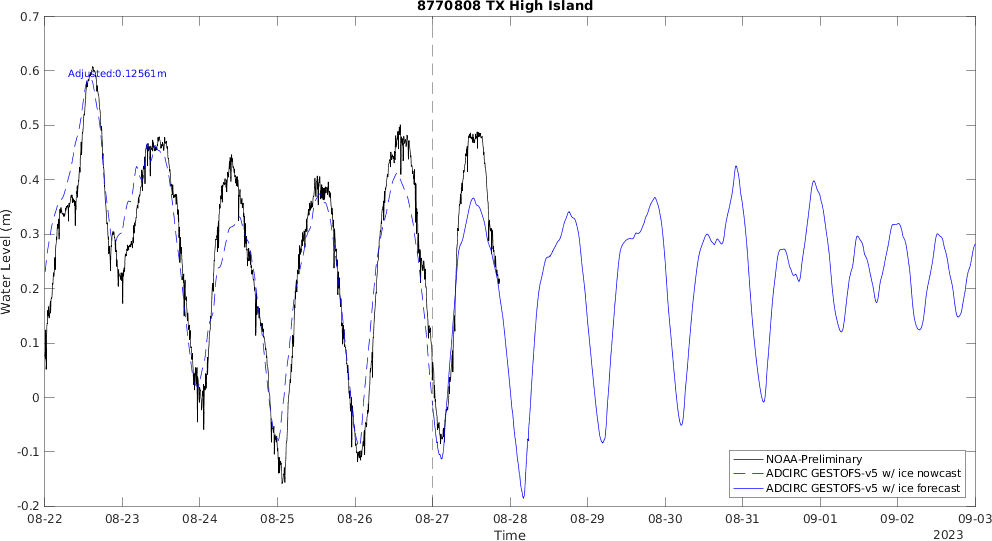 8770808 TX High Island
Adjusted:0.12561m
Water Level (m)
0.7
0.6
0.5
0.4
0.3
0.2
0.1
0
-0.1
-0.2
NOAA-Preliminary
ADCIRC GESTOFS-v5 w/ ice nowcast
ADCIRC GESTOFS-v5 w/ ice forecast
08-22 08-23 08-24 08-25 08-26 08-27 08-28 08-29 08-30 08-31 09-01 09-02 09-03
Time
2023